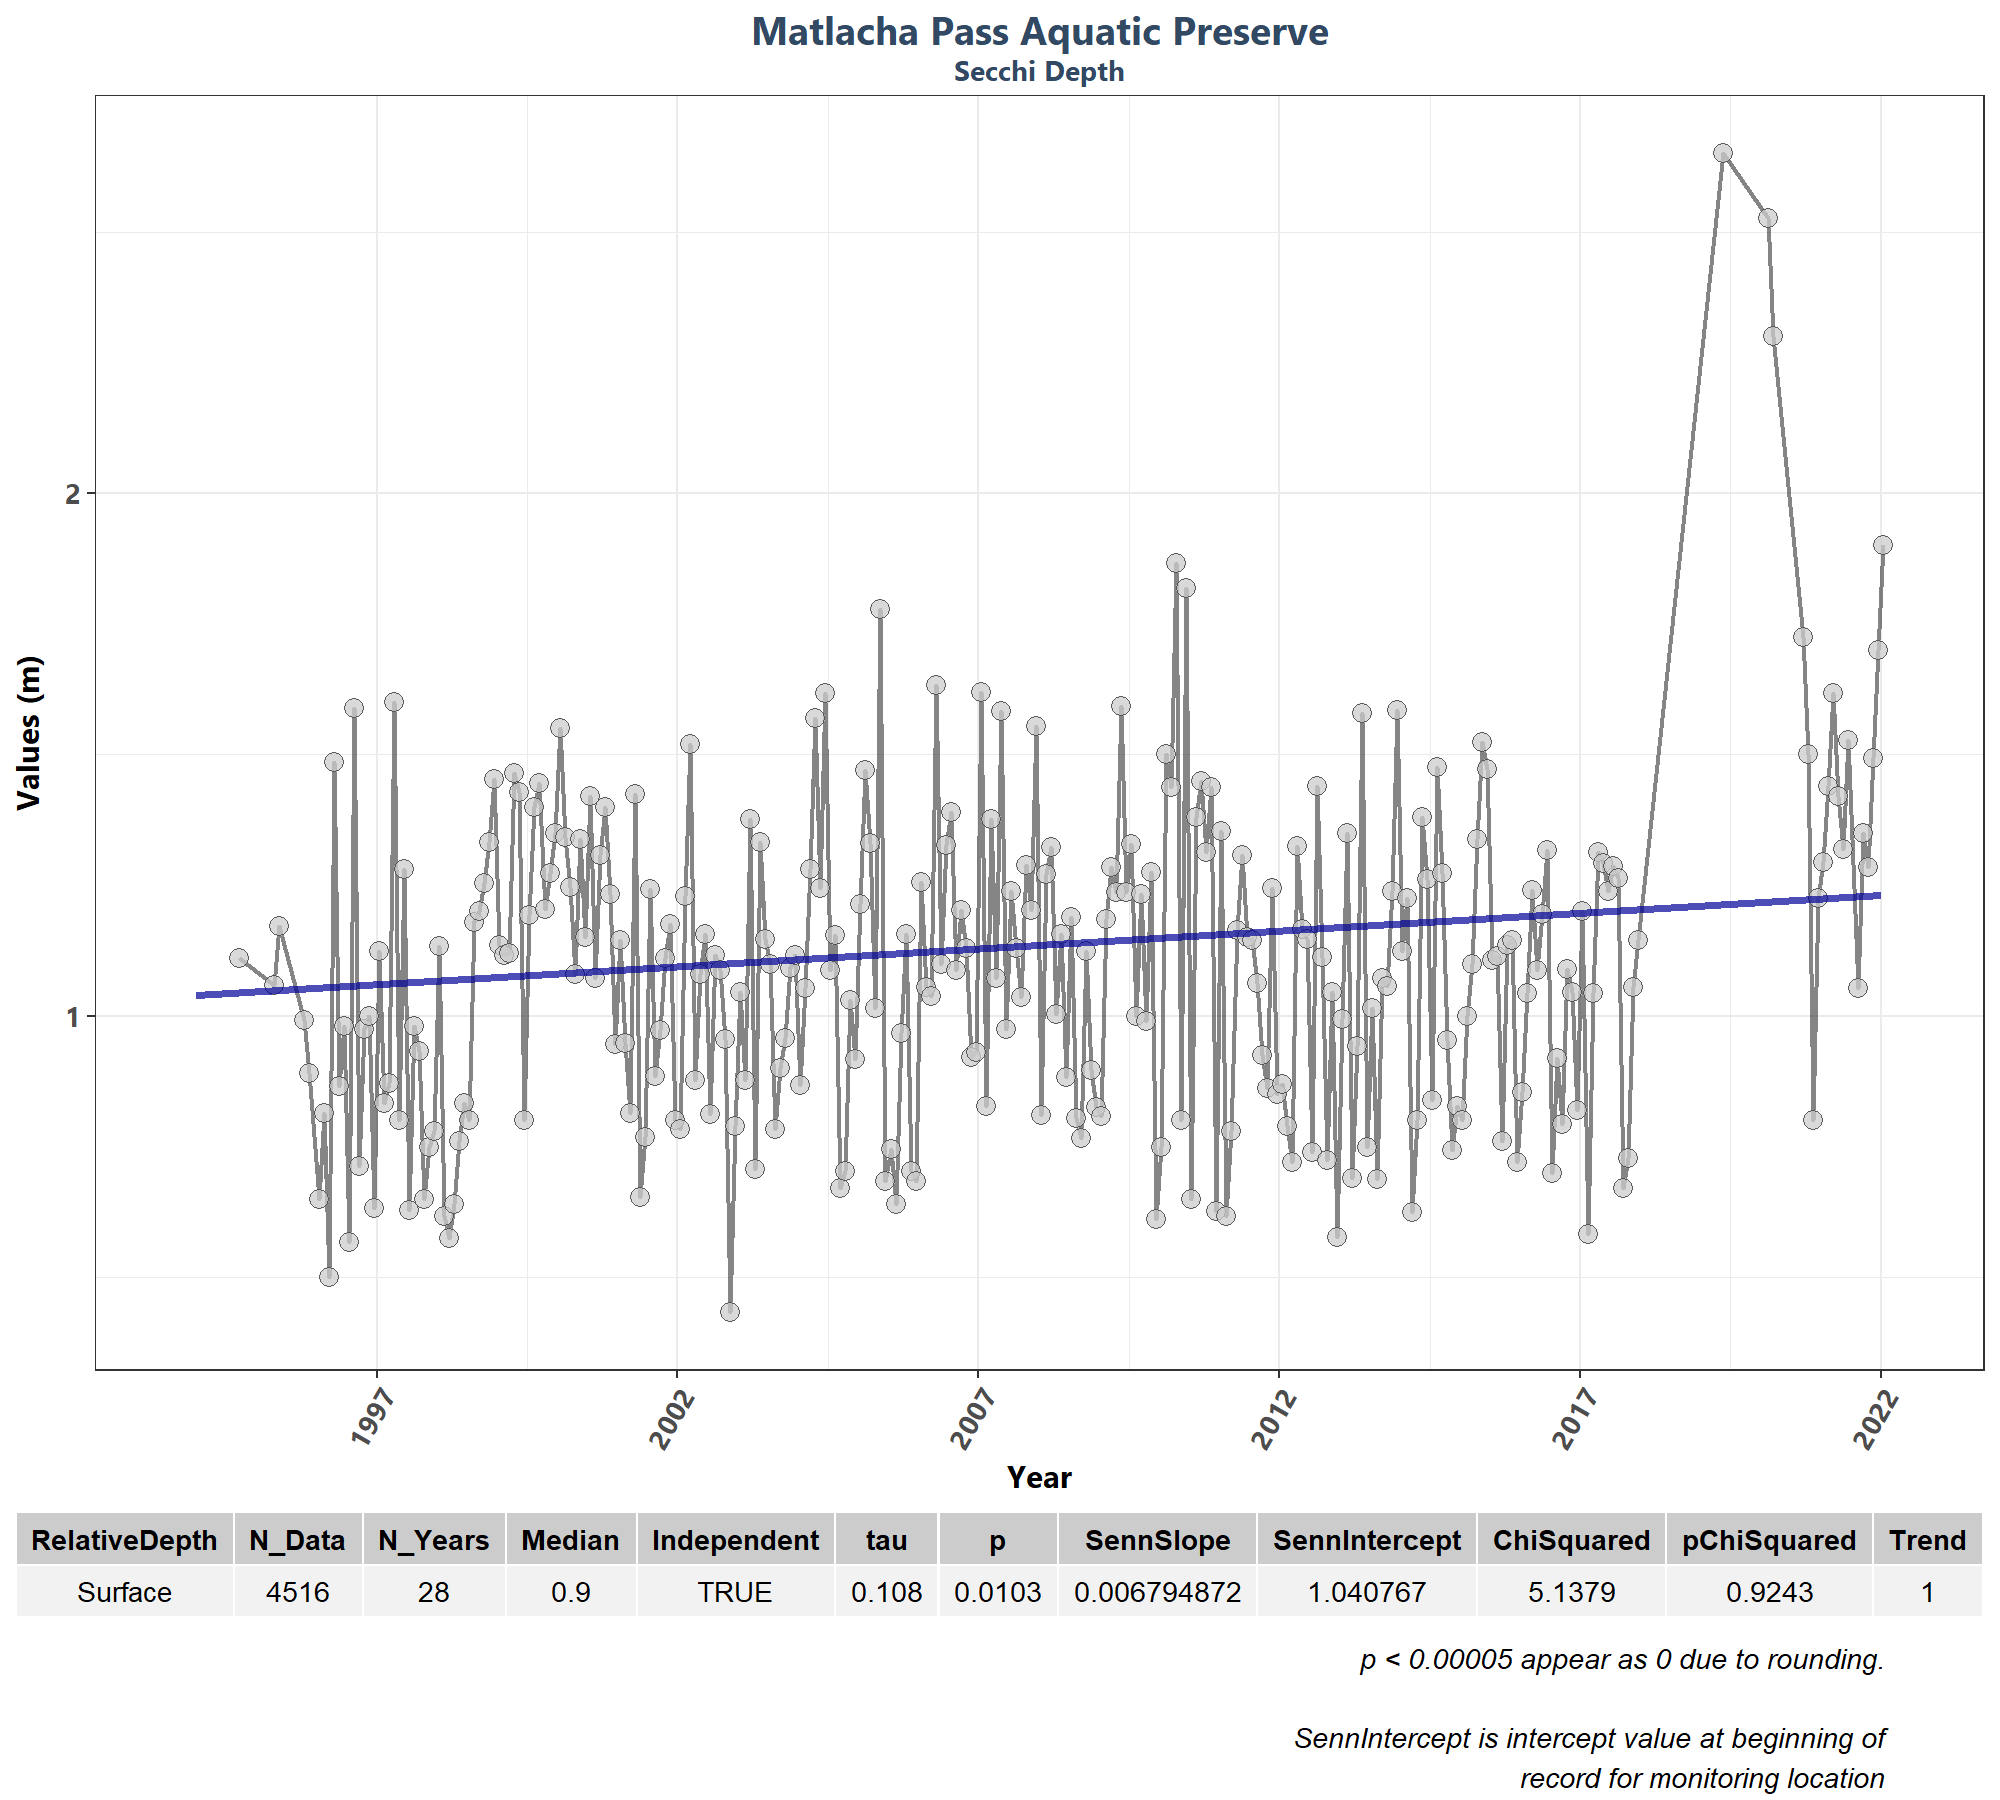 Matlacha Pass Aquatic Preserve
Secchi Depth
Values (m)
2
1
1997
2002
2007
2012
2017
2022
Year
RelativeDepth N_Data N_Years Median Independent tau p SennSlope SennIntercept ChiSquared pChiSquared Trend
Surface 4516 28 0.9 TRUE 0.108 0.0103 0.006794872 1.040767 5.1379 0.9243 1
p < 0.00005 appear as 0 due to rounding.
SennIntercept is intercept value at beginning of
record for monitoring location